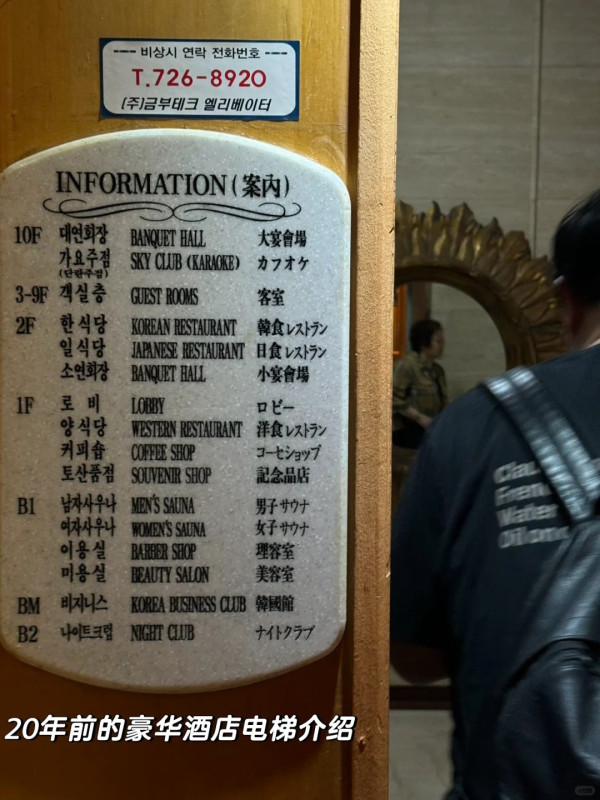 --- 비상시 연락 전화번호 ---
T.726-8920
(주)금부테크 엘리베이터
INFORMATION (案內)
10F 대연회장 BANQUET HALL 大宴會場
가요주점 SKY CLUB (KARAOKE) カフオケ
(단란주점)
3-9F 객실층 GUEST ROOMS 客室
2F 한식당 KOREAN RESTAURANT 韓食レストラン
일식당 JAPANESE RESTAURANT 日食レストラン
소연회장 BANQUET HALL 小宴會場
1F 로비 LOBBY ロビー
양식당 WESTERN RESTAURANT 洋食レストラン
커피숍 COFFEE SHOP コーヒショップ
토산품점 SOUVENIR SHOP 記念品店
B1 남자사우나 MEN'S SAUNA 男子サウナ
여자사우나 WOMEN'S SAUNA 女子サウナ
이용실 BARBER SHOP 理容室
미용실 BEAUTY SALON 美容室
BM 비지니스 KOREA BUSINESS CLUB 韓國館
B2 나이트크럽 NIGHT CLUB ナイトクラブ
Water
20年前的豪华酒店电梯介绍